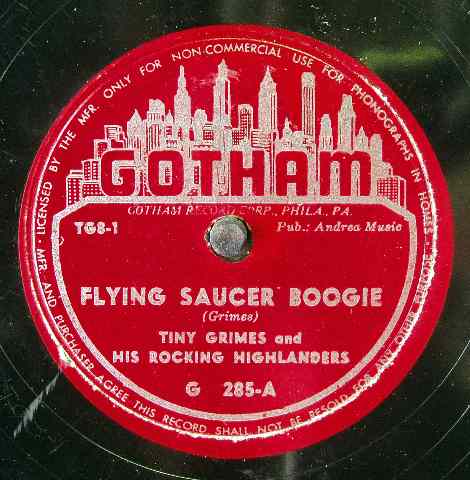 LICENSED BY THE MFR. ONLY FOR NON-COMMERCIAL USE FOR PHONOGRAPHS IN HOMES •
MFR. AND PURCHASER AGREE THIS RECORD SHALL NOT BE RESOLD FOR ANY OTHER PURPOSE
GOTHAM
GOTHAM RECORD CORP., PHILA., PA.
TG8-1
Pub.: Andrea Music
FLYING SAUCER BOOGIE
(Grimes)
TINY GRIMES and
HIS ROCKING HIGHLANDERS
G 285-A